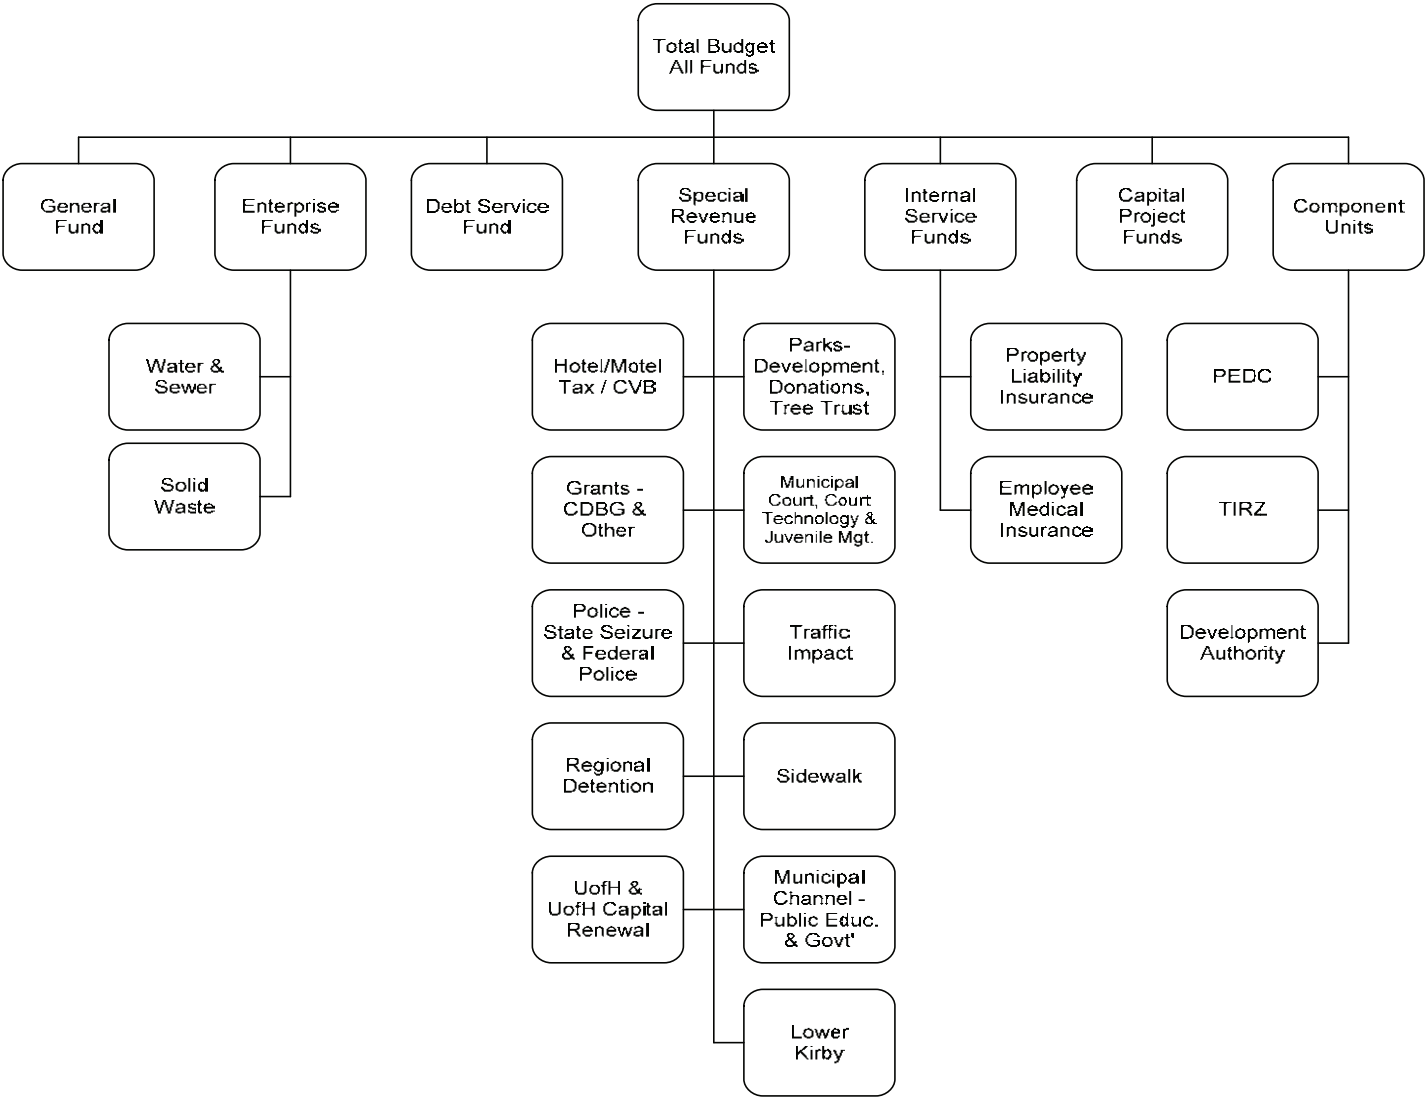 Total Budget
All Funds
General
Fund
Enterprise
Funds
Debt Service
Fund
Special
Revenue
Funds
Internal
Service
Funds
Capital
Project
Funds
Component
Units
Water &
Sewer
Solid
Waste
Hotel/Motel
Tax / CVB
Parks-
Development,
Donations,
Tree Trust
Grants -
CDBG &
Other
Municipal
Court, Court
Technology &
Juvenile Mgt.
Police -
State Seizure
& Federal
Police
Traffic
Impact
Regional
Detention
Sidewalk
UofH &
UofH Capital
Renewal
Municipal
Channel -
Public Educ.
& Govt'
Lower
Kirby
Property
Liability
Insurance
Employee
Medical
Insurance
PEDC
TIRZ
Development
Authority